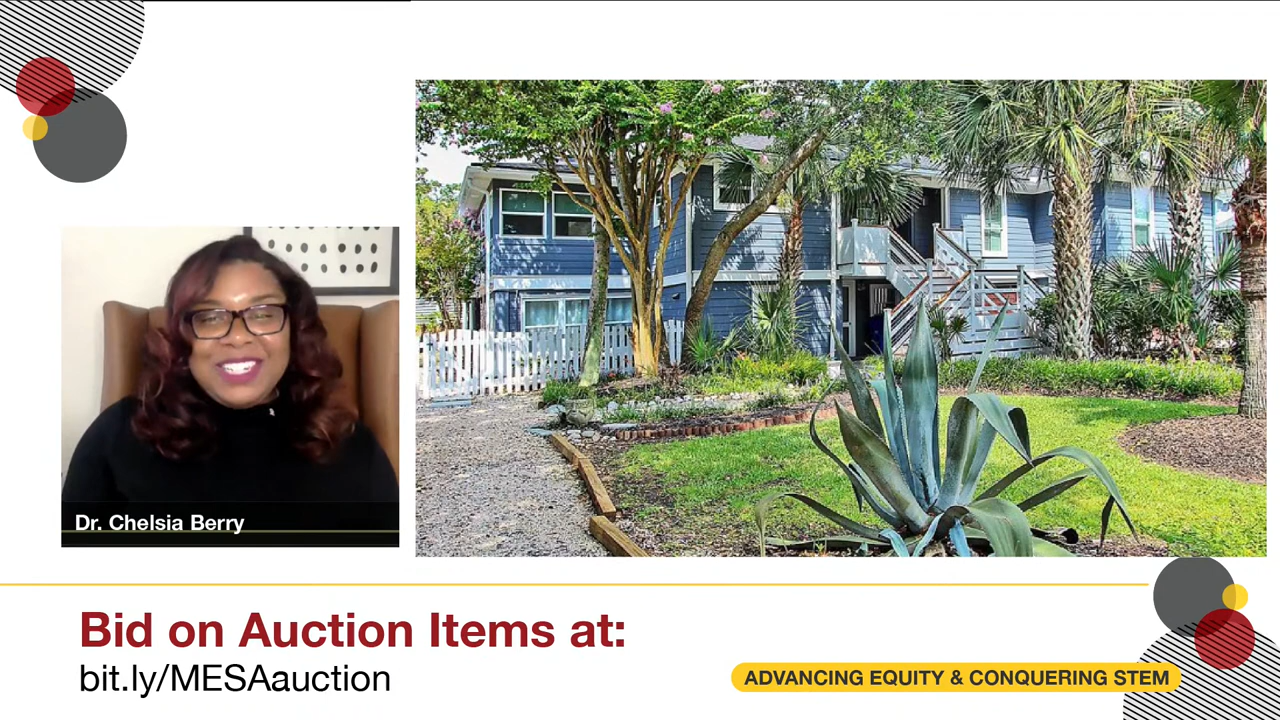 Dr. Chelsia Berry
Bid on Auction Items at:
bit.ly/MESAauction
ADVANCING EQUITY & CONQUERING STEM